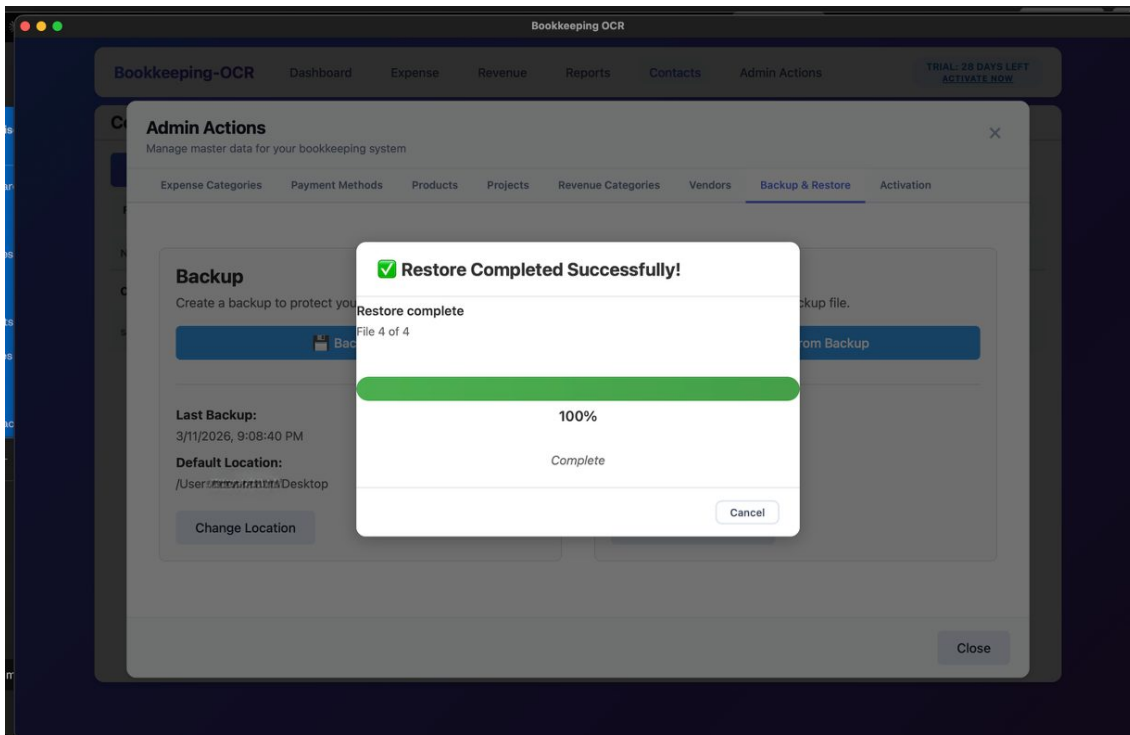 Bookkeeping OCR
Bookkeeping-OCR
Dashboard
Expense
Revenue
Reports
Contacts
Admin Actions
TRIAL: 28 DAYS LEFT
ACTIVATE NOW
Admin Actions
×
Manage master data for your bookkeeping system
Expense Categories
Payment Methods
Products
Projects
Revenue Categories
Vendors
Backup & Restore
Activation
✅ Restore Completed Successfully!
Restore complete
File 4 of 4
100%
Complete
Cancel
Backup
Create a backup to protect you
ckup file.
💾 Bac
rom Backup
Last Backup:
3/11/2026, 9:08:40 PM
Default Location:
/User
/Desktop
Change Location
Close